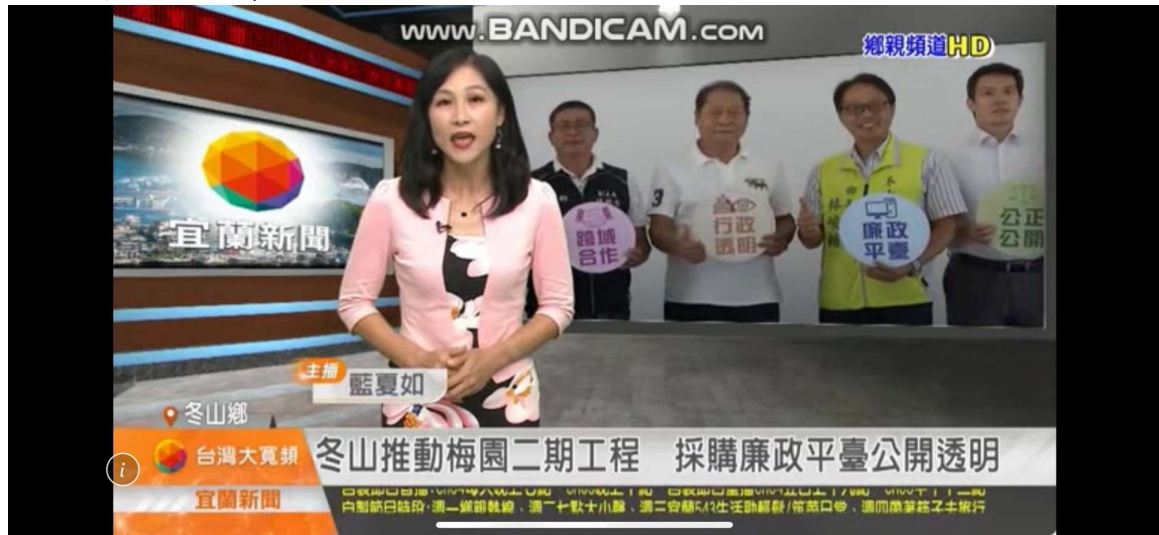 www.BANDICAM.com
鄉親頻道HD
宜蘭新聞
跨域
合作
行政
透明
廉政
平臺
公正
公開
主播
藍夏如
冬山鄉
台灣大寬頻
冬山推動梅園二期工程 採購廉政平臺公開透明
宜蘭新聞